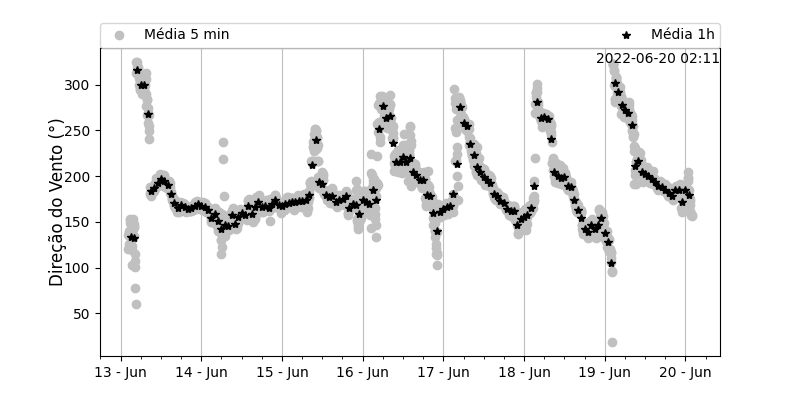 Média 5 min
Média 1h
2022-06-20 02:11
Direção do Vento (°)
300
250
200
150
100
50
13 - Jun
14 - Jun
15 - Jun
16 - Jun
17 - Jun
18 - Jun
19 - Jun
20 - Jun